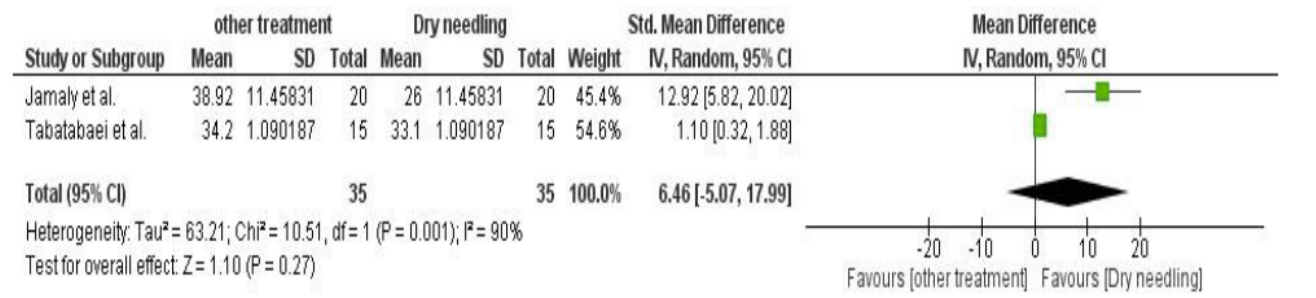 other treatment Dry needling Std. Mean Difference Mean Difference
Study or Subgroup Mean SD Total Mean SD Total Weight IV, Random, 95% CI IV, Random, 95% CI
Jamaly et al. 38.92 11.45831 20 26 11.45831 20 45.4% 12.92 [5.82, 20.02]
Tabatabaei et al. 34.2 1.090187 15 33.1 1.090187 15 54.6% 1.10 [0.32, 1.88]
Total (95% CI) 35 35 100.0% 6.46 [-5.07, 17.99]
Heterogeneity: Tau² = 63.21; Chi² = 10.51, df = 1 (P = 0.001); I² = 90%
Test for overall effect: Z = 1.10 (P = 0.27)
-20 -10 0 10 20
Favours [other treatment] Favours [Dry needling]